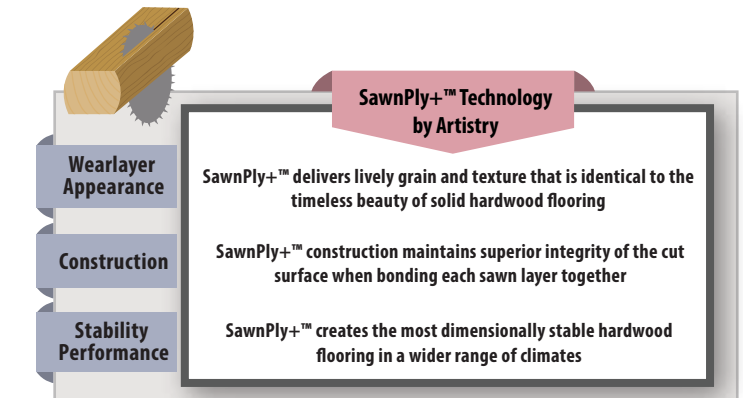 SawnPly+™ Technology
by Artistry
Wearlayer
Appearance
SawnPly+™ delivers lively grain and texture that is identical to the
timeless beauty of solid hardwood flooring
Construction
SawnPly+™ construction maintains superior integrity of the cut
surface when bonding each sawn layer together
Stability
Performance
SawnPly+™ creates the most dimensionally stable hardwood
flooring in a wider range of climates